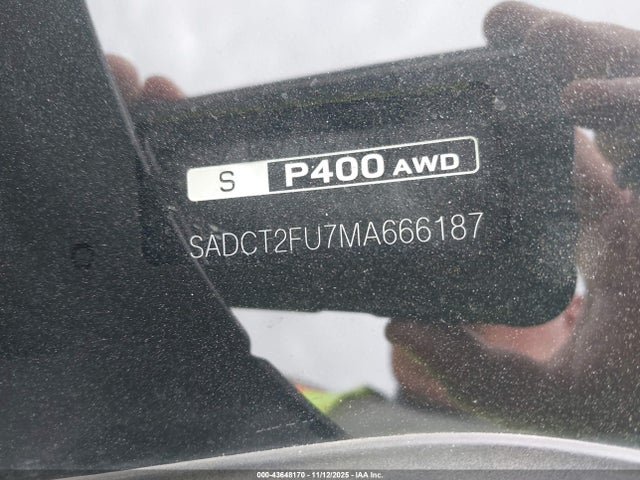 S P400 AWD
SADCT2FU7MA666187
000-43648170 - 11/12/2025 - IAA Inc.